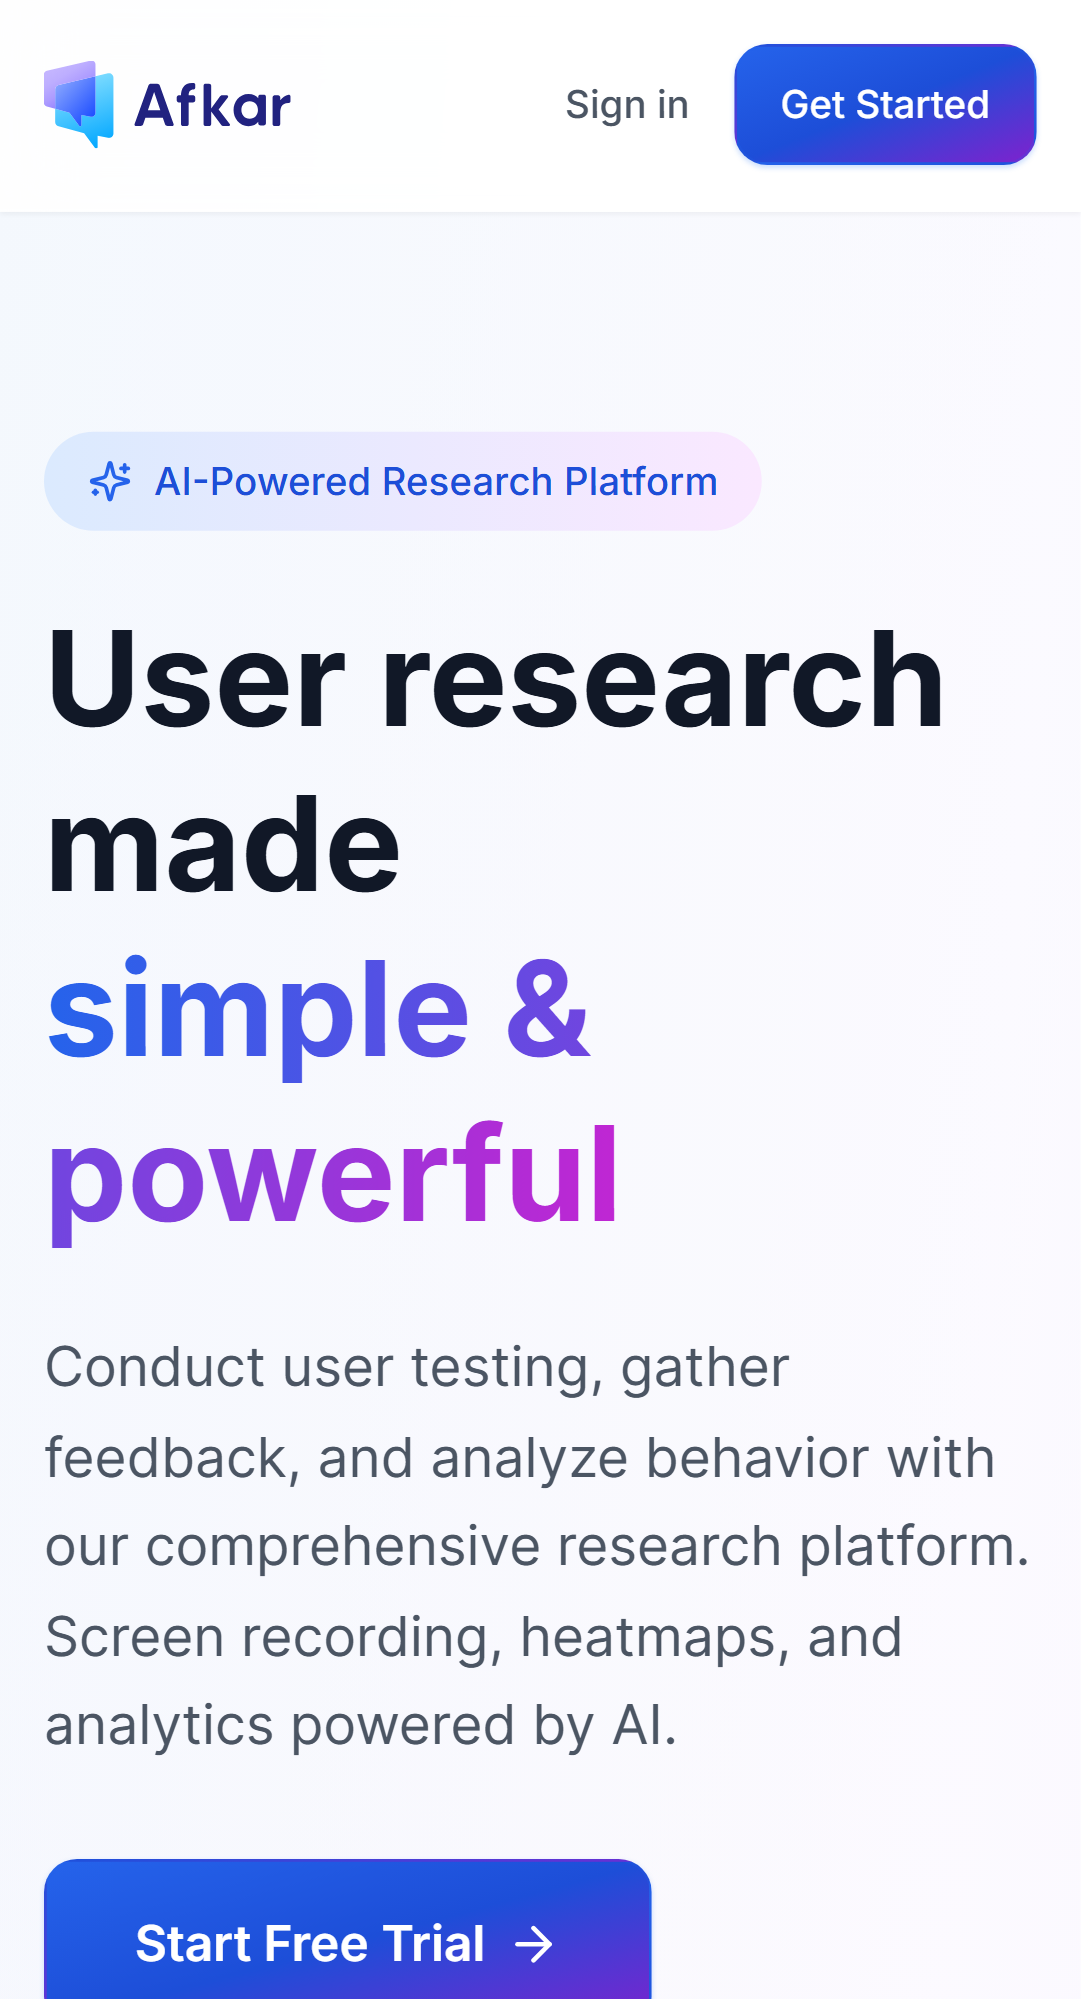 Afkar
Sign in
Get Started
AI-Powered Research Platform
User research
made
simple &
powerful
Conduct user testing, gather
feedback, and analyze behavior with
our comprehensive research platform.
Screen recording, heatmaps, and
analytics powered by AI.
Start Free Trial →